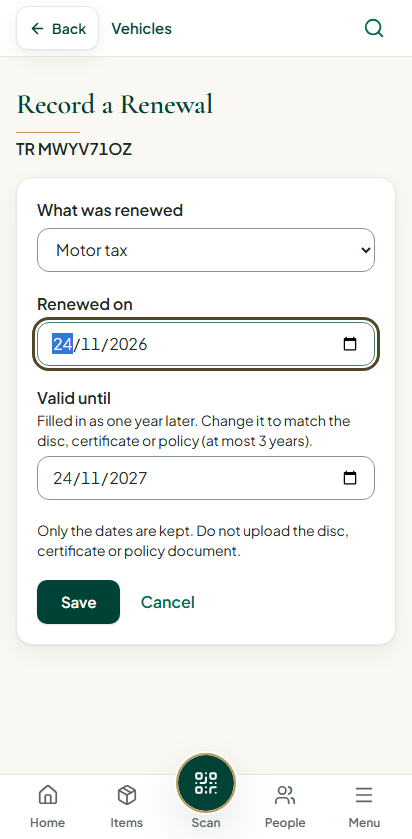 Back
Vehicles
Record a Renewal
TR MWYV71OZ
What was renewed
Motor tax
Renewed on
24/11/2026
Valid until
Filled in as one year later. Change it to match the
disc, certificate or policy (at most 3 years).
24/11/2027
Only the dates are kept. Do not upload the disc,
certificate or policy document.
Save
Cancel
Home
Items
Scan
People
Menu